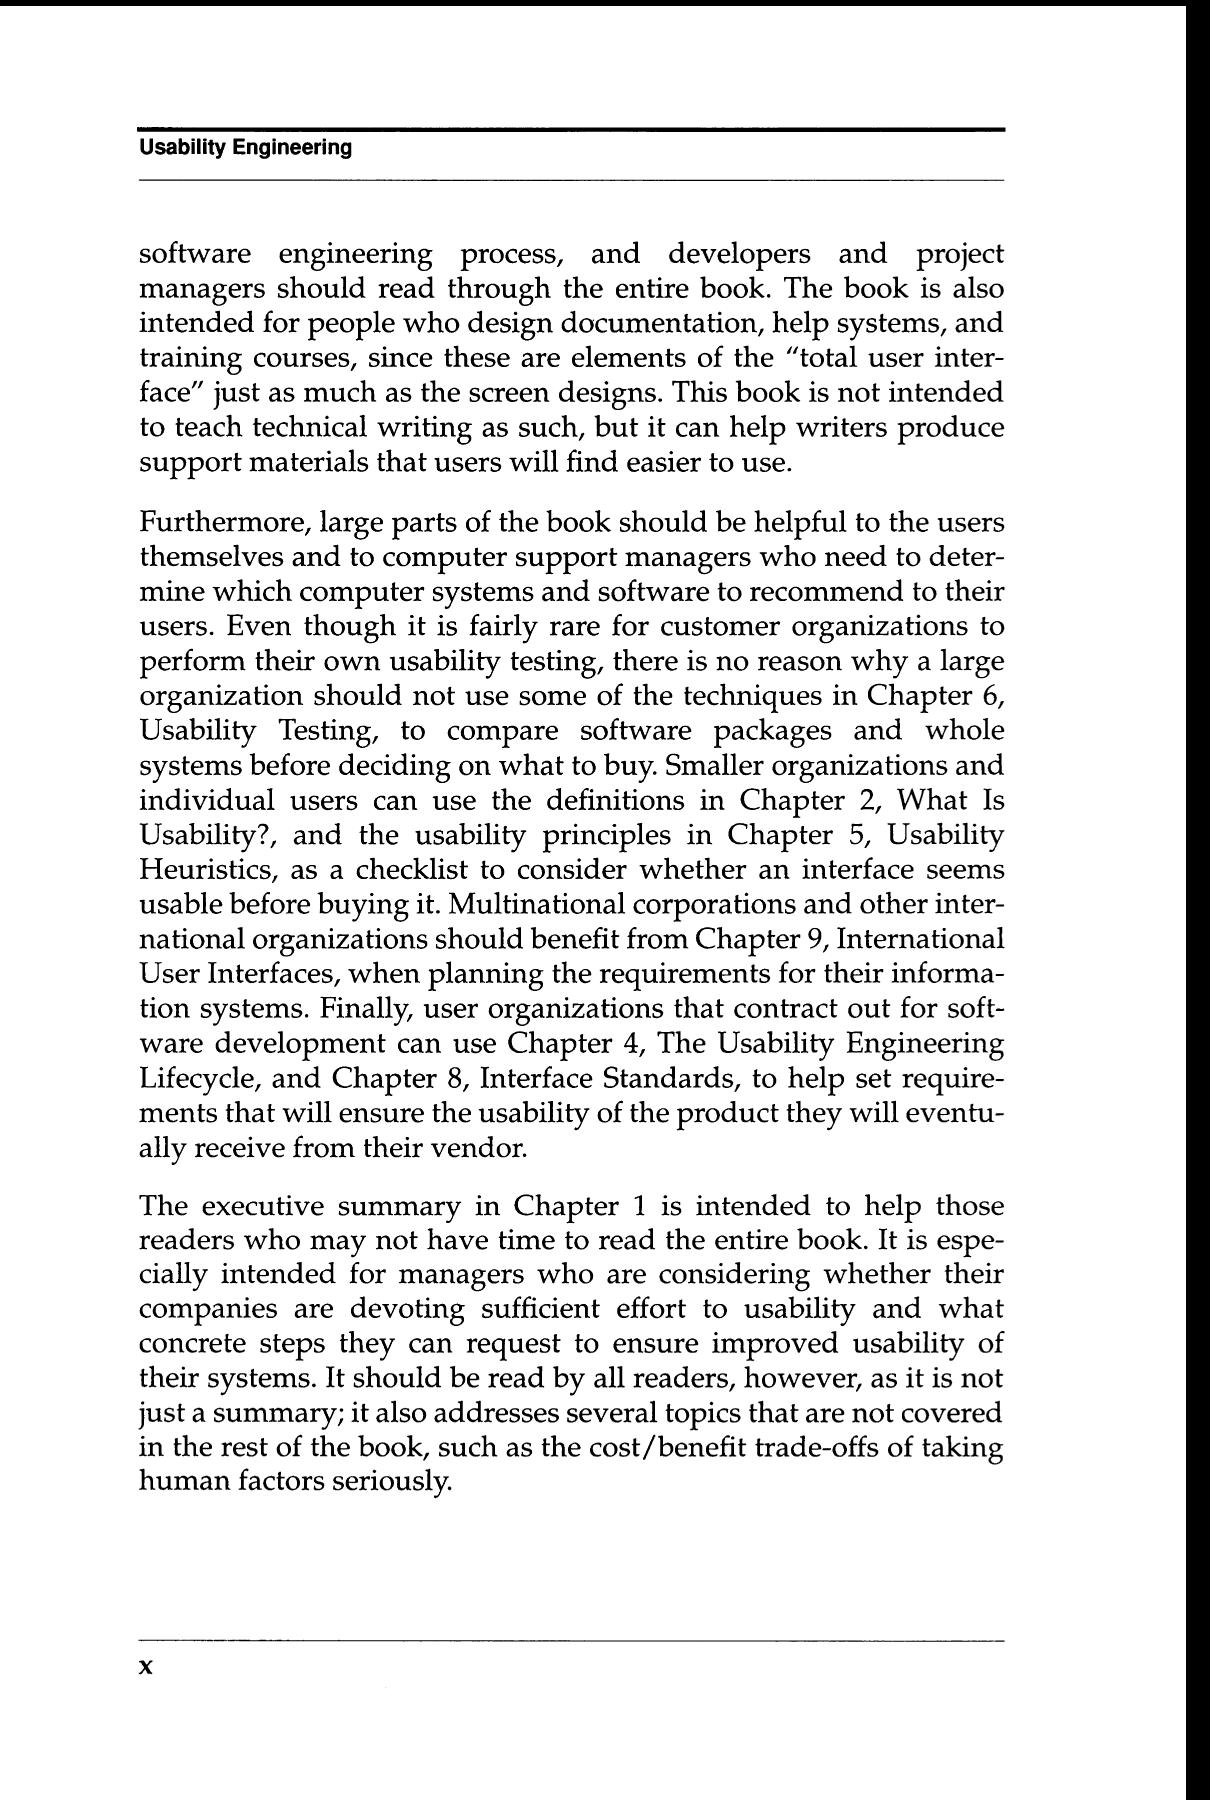 Usability Engineering
software engineering process, and developers and project
managers should read through the entire book. The book is also
intended for people who design documentation, help systems, and
training courses, since these are elements of the "total user inter-
face" just as much as the screen designs. This book is not intended
to teach technical writing as such, but it can help writers produce
support materials that users will find easier to use.
Furthermore, large parts of the book should be helpful to the users
themselves and to computer support managers who need to deter-
mine which computer systems and software to recommend to their
users. Even though it is fairly rare for customer organizations to
perform their own usability testing, there is no reason why a large
organization should not use some of the techniques in Chapter 6,
Usability Testing, to compare software packages and whole
systems before deciding on what to buy. Smaller organizations and
individual users can use the definitions in Chapter 2, What Is
Usability?, and the usability principles in Chapter 5, Usability
Heuristics, as a checklist to consider whether an interface seems
usable before buying it. Multinational corporations and other inter-
national organizations should benefit from Chapter 9, International
User Interfaces, when planning the requirements for their informa-
tion systems. Finally, user organizations that contract out for soft-
ware development can use Chapter 4, The Usability Engineering
Lifecycle, and Chapter 8, Interface Standards, to help set require-
ments that will ensure the usability of the product they will eventu-
ally receive from their vendor.
The executive summary in Chapter 1 is intended to help those
readers who may not have time to read the entire book. It is espe-
cially intended for managers who are considering whether their
companies are devoting sufficient effort to usability and what
concrete steps they can request to ensure improved usability of
their systems. It should be read by all readers, however, as it is not
just a summary; it also addresses several topics that are not covered
in the rest of the book, such as the cost/benefit trade-offs of taking
human factors seriously.
x